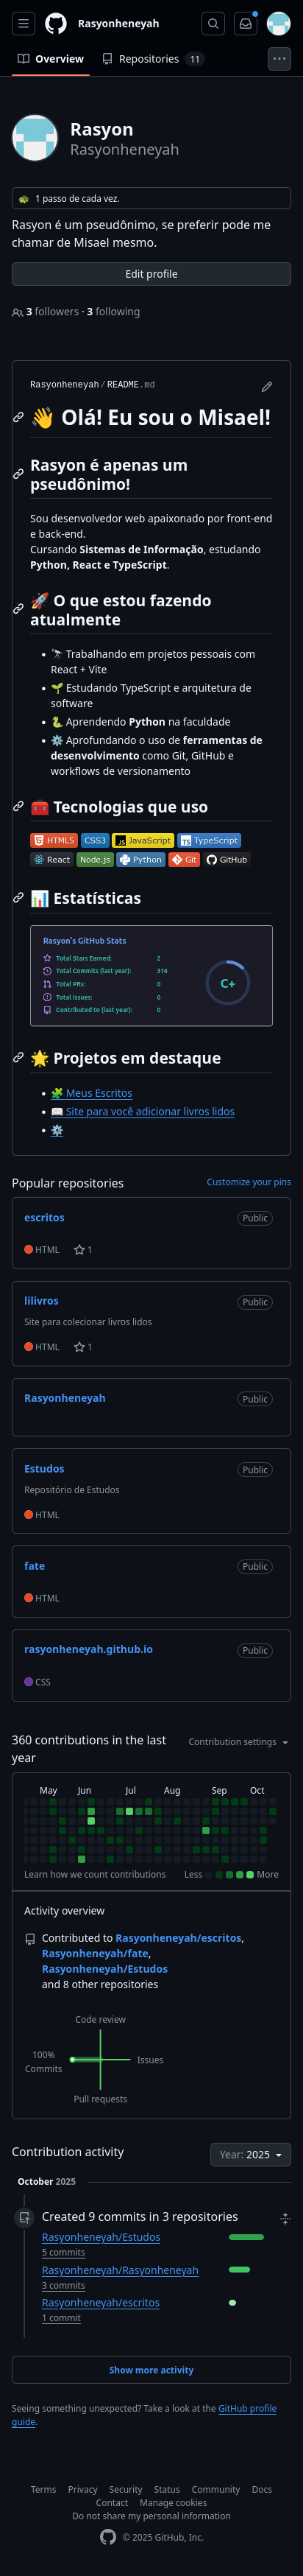 Rasyonheneyah
Overview
Repositories 11
Rasyon
Rasyonheneyah
🐢 1 passo de cada vez.
Rasyon é um pseudônimo, se preferir pode me
chamar de Misael mesmo.
Edit profile
3 followers · 3 following
Rasyonheneyah/README.md
👋 Olá! Eu sou o Misael!
Rasyon é apenas um
pseudônimo!
Sou desenvolvedor web apaixonado por front-end
e back-end.
Cursando Sistemas de Informação, estudando
Python, React e TypeScript.
🚀 O que estou fazendo
atualmente
• 🔭 Trabalhando em projetos pessoais com
React + Vite
• 🌱 Estudando TypeScript e arquitetura de
software
• 🐍 Aprendendo Python na faculdade
• ⚙️ Aprofundando o uso de ferramentas de
desenvolvimento como Git, GitHub e
workflows de versionamento
🧰 Tecnologias que uso
HTML5 CSS3 JavaScript TypeScript
React Node.js Python Git GitHub
📊 Estatísticas
Rasyon's GitHub Stats
Total Stars Earned: 2
Total Commits (last year): 316
Total PRs: 0
Total Issues: 0
Contributed to (last year): 0
C+
🌟 Projetos em destaque
• 🧩 Meus Escritos
• 📖 Site para você adicionar livros lidos
• ⚙️
Popular repositories
Customize your pins
escritos Public
HTML 1
lilivros Public
Site para colecionar livros lidos
HTML 1
Rasyonheneyah Public
Estudos Public
Repositório de Estudos
HTML
fate Public
HTML
rasyonheneyah.github.io Public
CSS
360 contributions in the last
year
Contribution settings
May Jun Jul Aug Sep Oct
Learn how we count contributions
Less More
Activity overview
Contributed to Rasyonheneyah/escritos,
Rasyonheneyah/fate,
Rasyonheneyah/Estudos
and 8 other repositories
Code review
100%
Commits
Issues
Pull requests
Contribution activity
Year: 2025
October 2025
Created 9 commits in 3 repositories
Rasyonheneyah/Estudos
5 commits
Rasyonheneyah/Rasyonheneyah
3 commits
Rasyonheneyah/escritos
1 commit
Show more activity
Seeing something unexpected? Take a look at the GitHub profile
guide.
Terms Privacy Security Status Community Docs
Contact Manage cookies
Do not share my personal information
© 2025 GitHub, Inc.